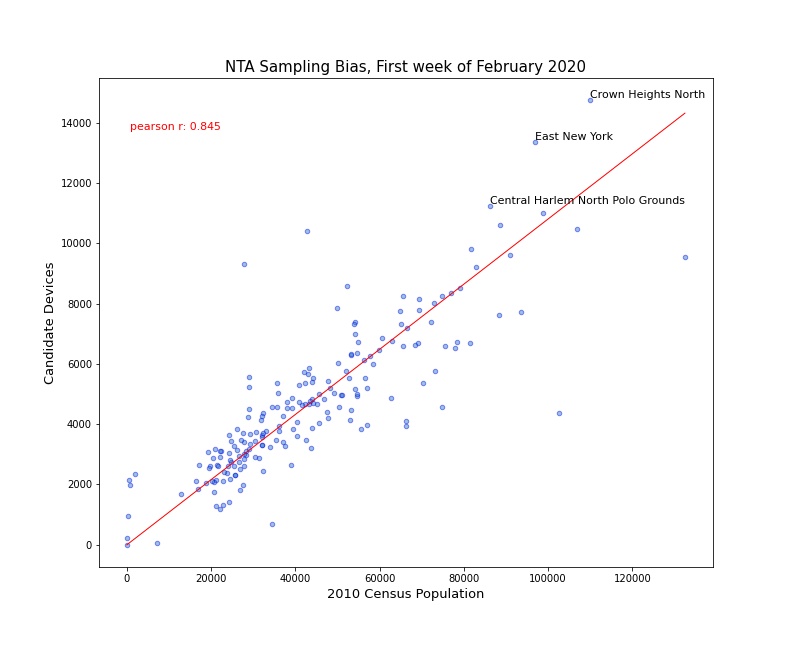 NTA Sampling Bias, First week of February 2020
Crown Heights North
pearson r: 0.845
East New York
Central Harlem North Polo Grounds
14000
12000
10000
8000
6000
4000
2000
0
Candidate Devices
0 20000 40000 60000 80000 100000 120000
2010 Census Population